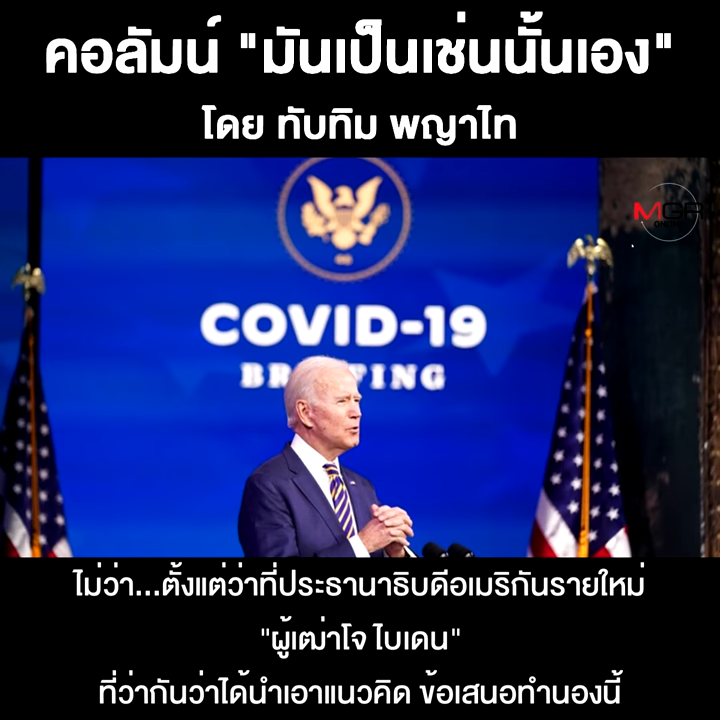 คอลัมน์ "มันเป็นเช่นนั้นเอง"
โดย ทับทิม พญาไท
MGR
COVID-19
BRIEFING
ไม่ว่า...ตั้งแต่ว่าที่ประธานาธิบดีอเมริกันรายใหม่
"ผู้เฒ่าโจ ไบเดน"
ที่ว่ากันว่าได้นำเอาแนวคิด ข้อเสนอทำนองนี้